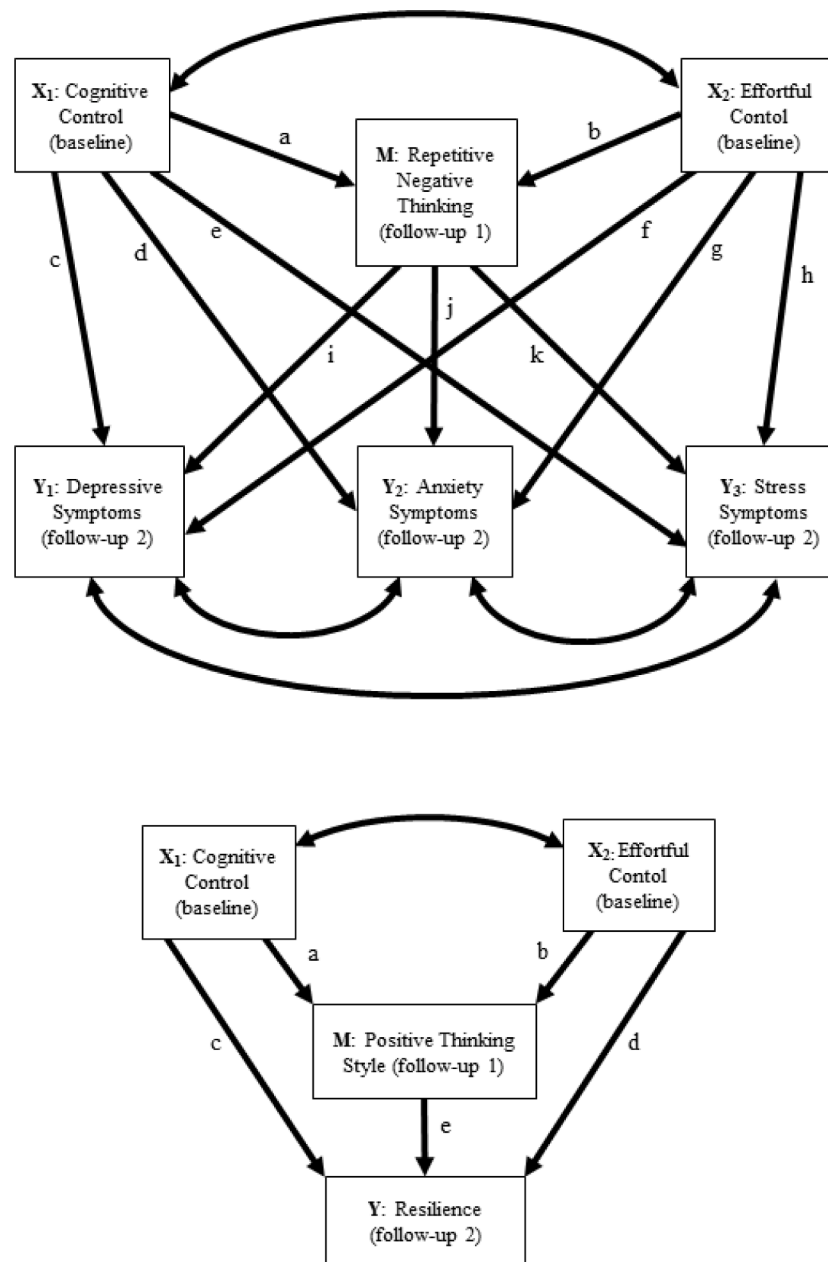 X1: Cognitive
Control
(baseline)
X2: Effortful
Contol
(baseline)
a
b
M: Repetitive
Negative
Thinking
(follow-up 1)
c
d
e
f
g
h
j
i
k
Y1: Depressive
Symptoms
(follow-up 2)
Y2: Anxiety
Symptoms
(follow-up 2)
Y3: Stress
Symptoms
(follow-up 2)
X1: Cognitive
Control
(baseline)
X2: Effortful
Contol
(baseline)
a
b
M: Positive Thinking
Style (follow-up 1)
c
d
e
Y: Resilience
(follow-up 2)